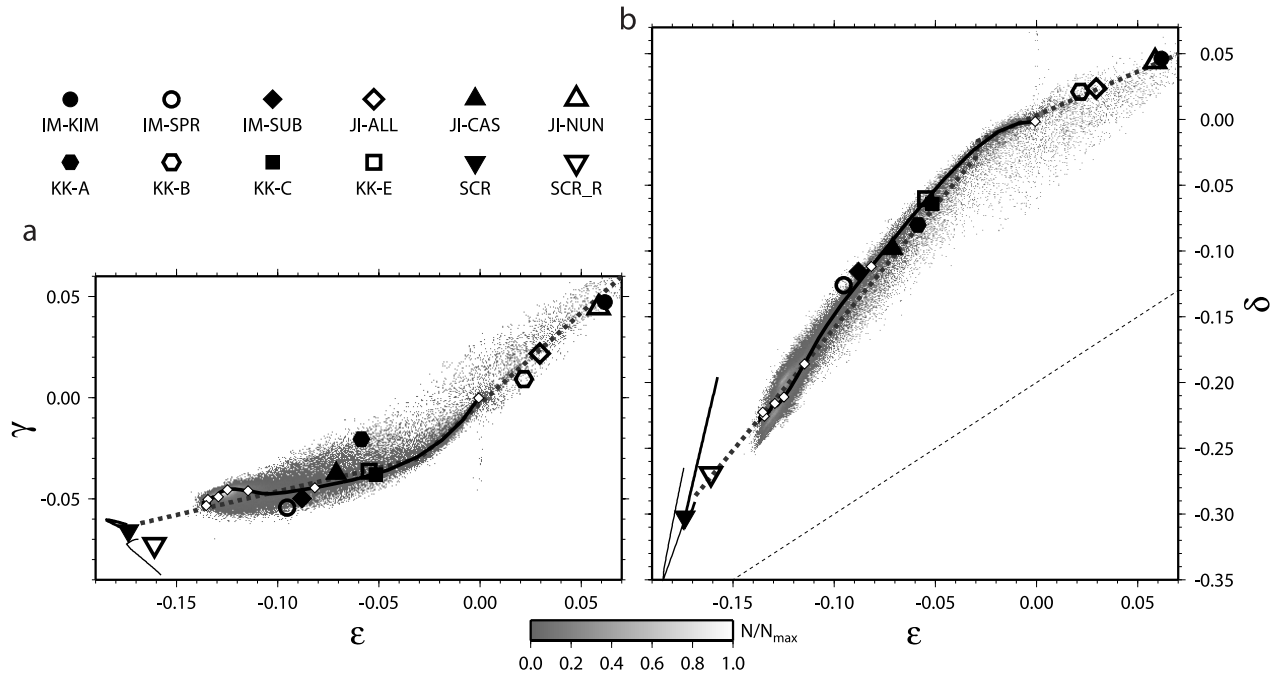 b
IM-KIM IM-SPR IM-SUB JI-ALL JI-CAS JI-NUN
KK-A KK-B KK-C KK-E SCR SCR_R
a
0.05
0.00
-0.05
γ
-0.15 -0.10 -0.05 0.00 0.05
ε
0.05
0.00
-0.05
-0.10
-0.15
-0.20
-0.25
-0.30
-0.35
δ
-0.15 -0.10 -0.05 0.00 0.05
ε
N/Nmax
0.0 0.2 0.4 0.6 0.8 1.0